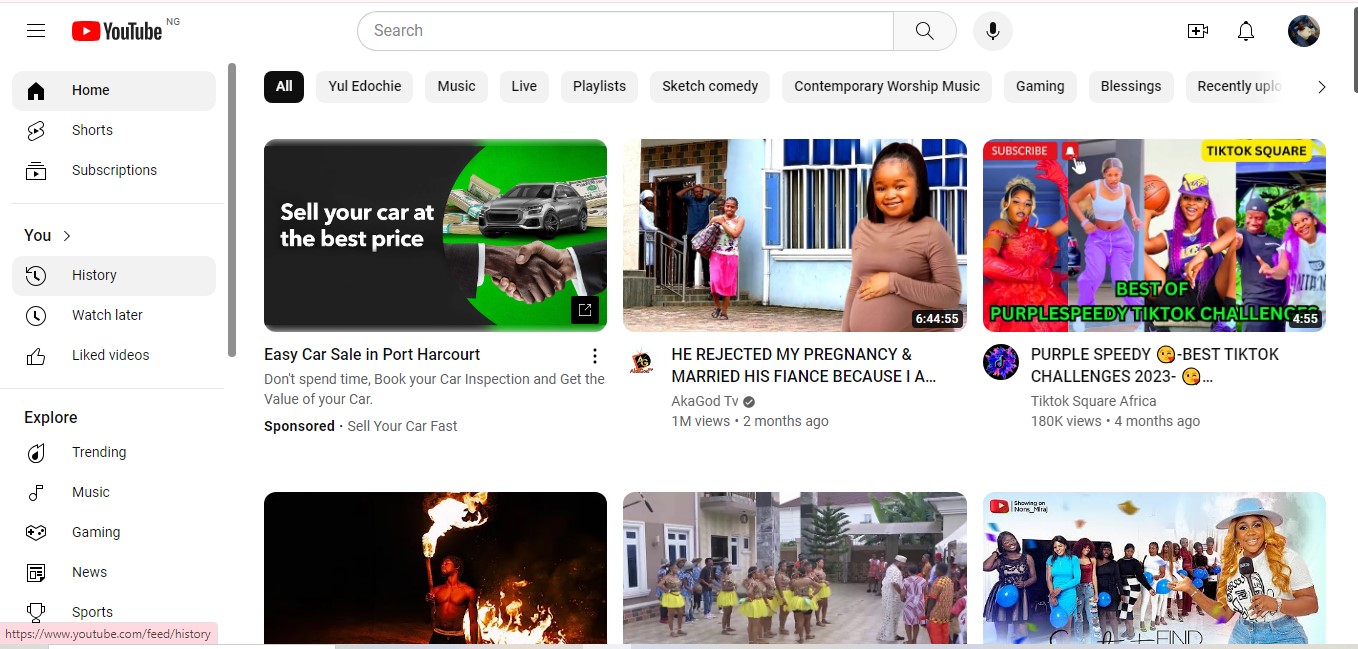 YouTube NG
Search
Home
Shorts
Subscriptions
You
History
Watch later
Liked videos
Explore
Trending
Music
Gaming
News
Sports
https://www.youtube.com/feed/history
All
Yul Edochie
Music
Live
Playlists
Sketch comedy
Contemporary Worship Music
Gaming
Blessings
Recently uplo
Sell your car at
the best price
Easy Car Sale in Port Harcourt
Don't spend time, Book your Car Inspection and Get the
Value of your Car.
Sponsored · Sell Your Car Fast
6:44:55
HE REJECTED MY PREGNANCY &
MARRIED HIS FIANCE BECAUSE I A...
AkaGod Tv
1M views • 2 months ago
SUBSCRIBE
TIKTOK SQUARE
BEST OF
PURPLESPEEDY TIKTOK CHALLENGES
4:55
PURPLE SPEEDY 😘-BEST TIKTOK
CHALLENGES 2023- 😘...
Tiktok Square Africa
180K views • 4 months ago
Showing on
Nons_Miraj
FIND